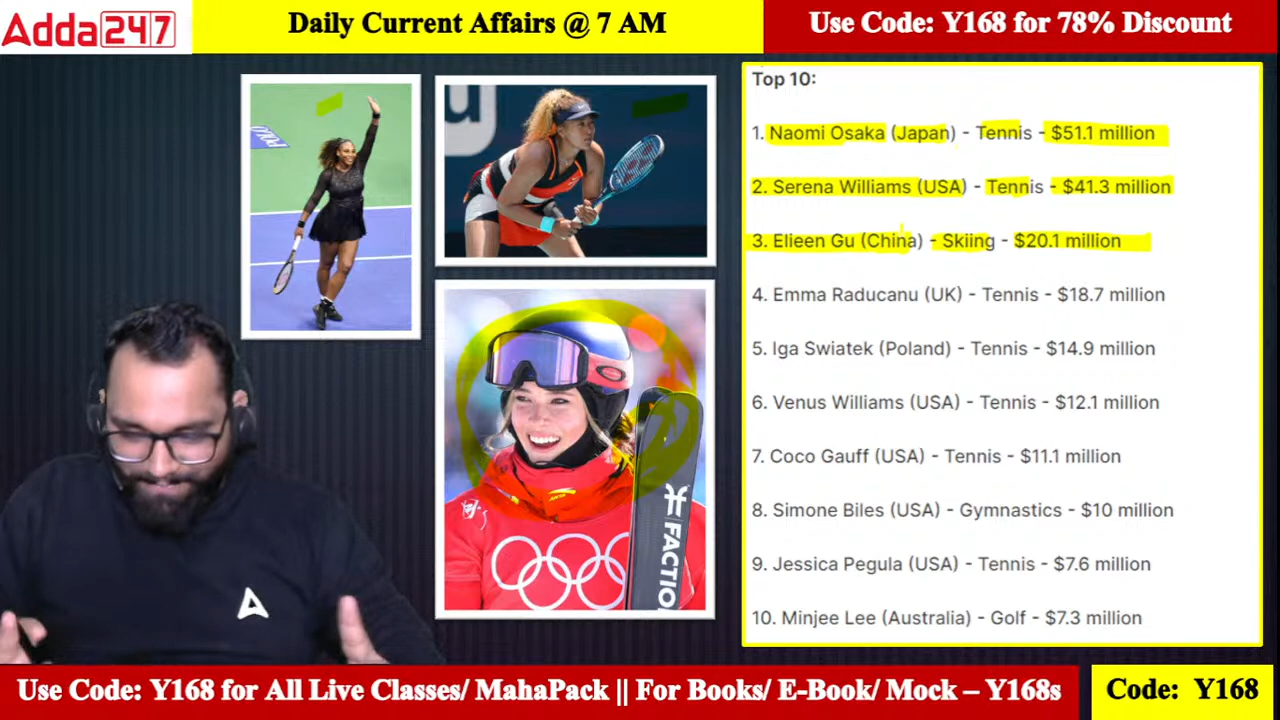 Adda247
Daily Current Affairs @ 7 AM
Use Code: Y168 for 78% Discount
Top 10:
1. Naomi Osaka (Japan) - Tennis - $51.1 million
2. Serena Williams (USA) - Tennis - $41.3 million
3. Elieen Gu (China) - Skiing - $20.1 million
4. Emma Raducanu (UK) - Tennis - $18.7 million
5. Iga Swiatek (Poland) - Tennis - $14.9 million
6. Venus Williams (USA) - Tennis - $12.1 million
7. Coco Gauff (USA) - Tennis - $11.1 million
8. Simone Biles (USA) - Gymnastics - $10 million
9. Jessica Pegula (USA) - Tennis - $7.6 million
10. Minjee Lee (Australia) - Golf - $7.3 million
POLO
FACTIO
Use Code: Y168 for All Live Classes/ MahaPack || For Books/ E-Book/ Mock – Y168s
Code: Y168